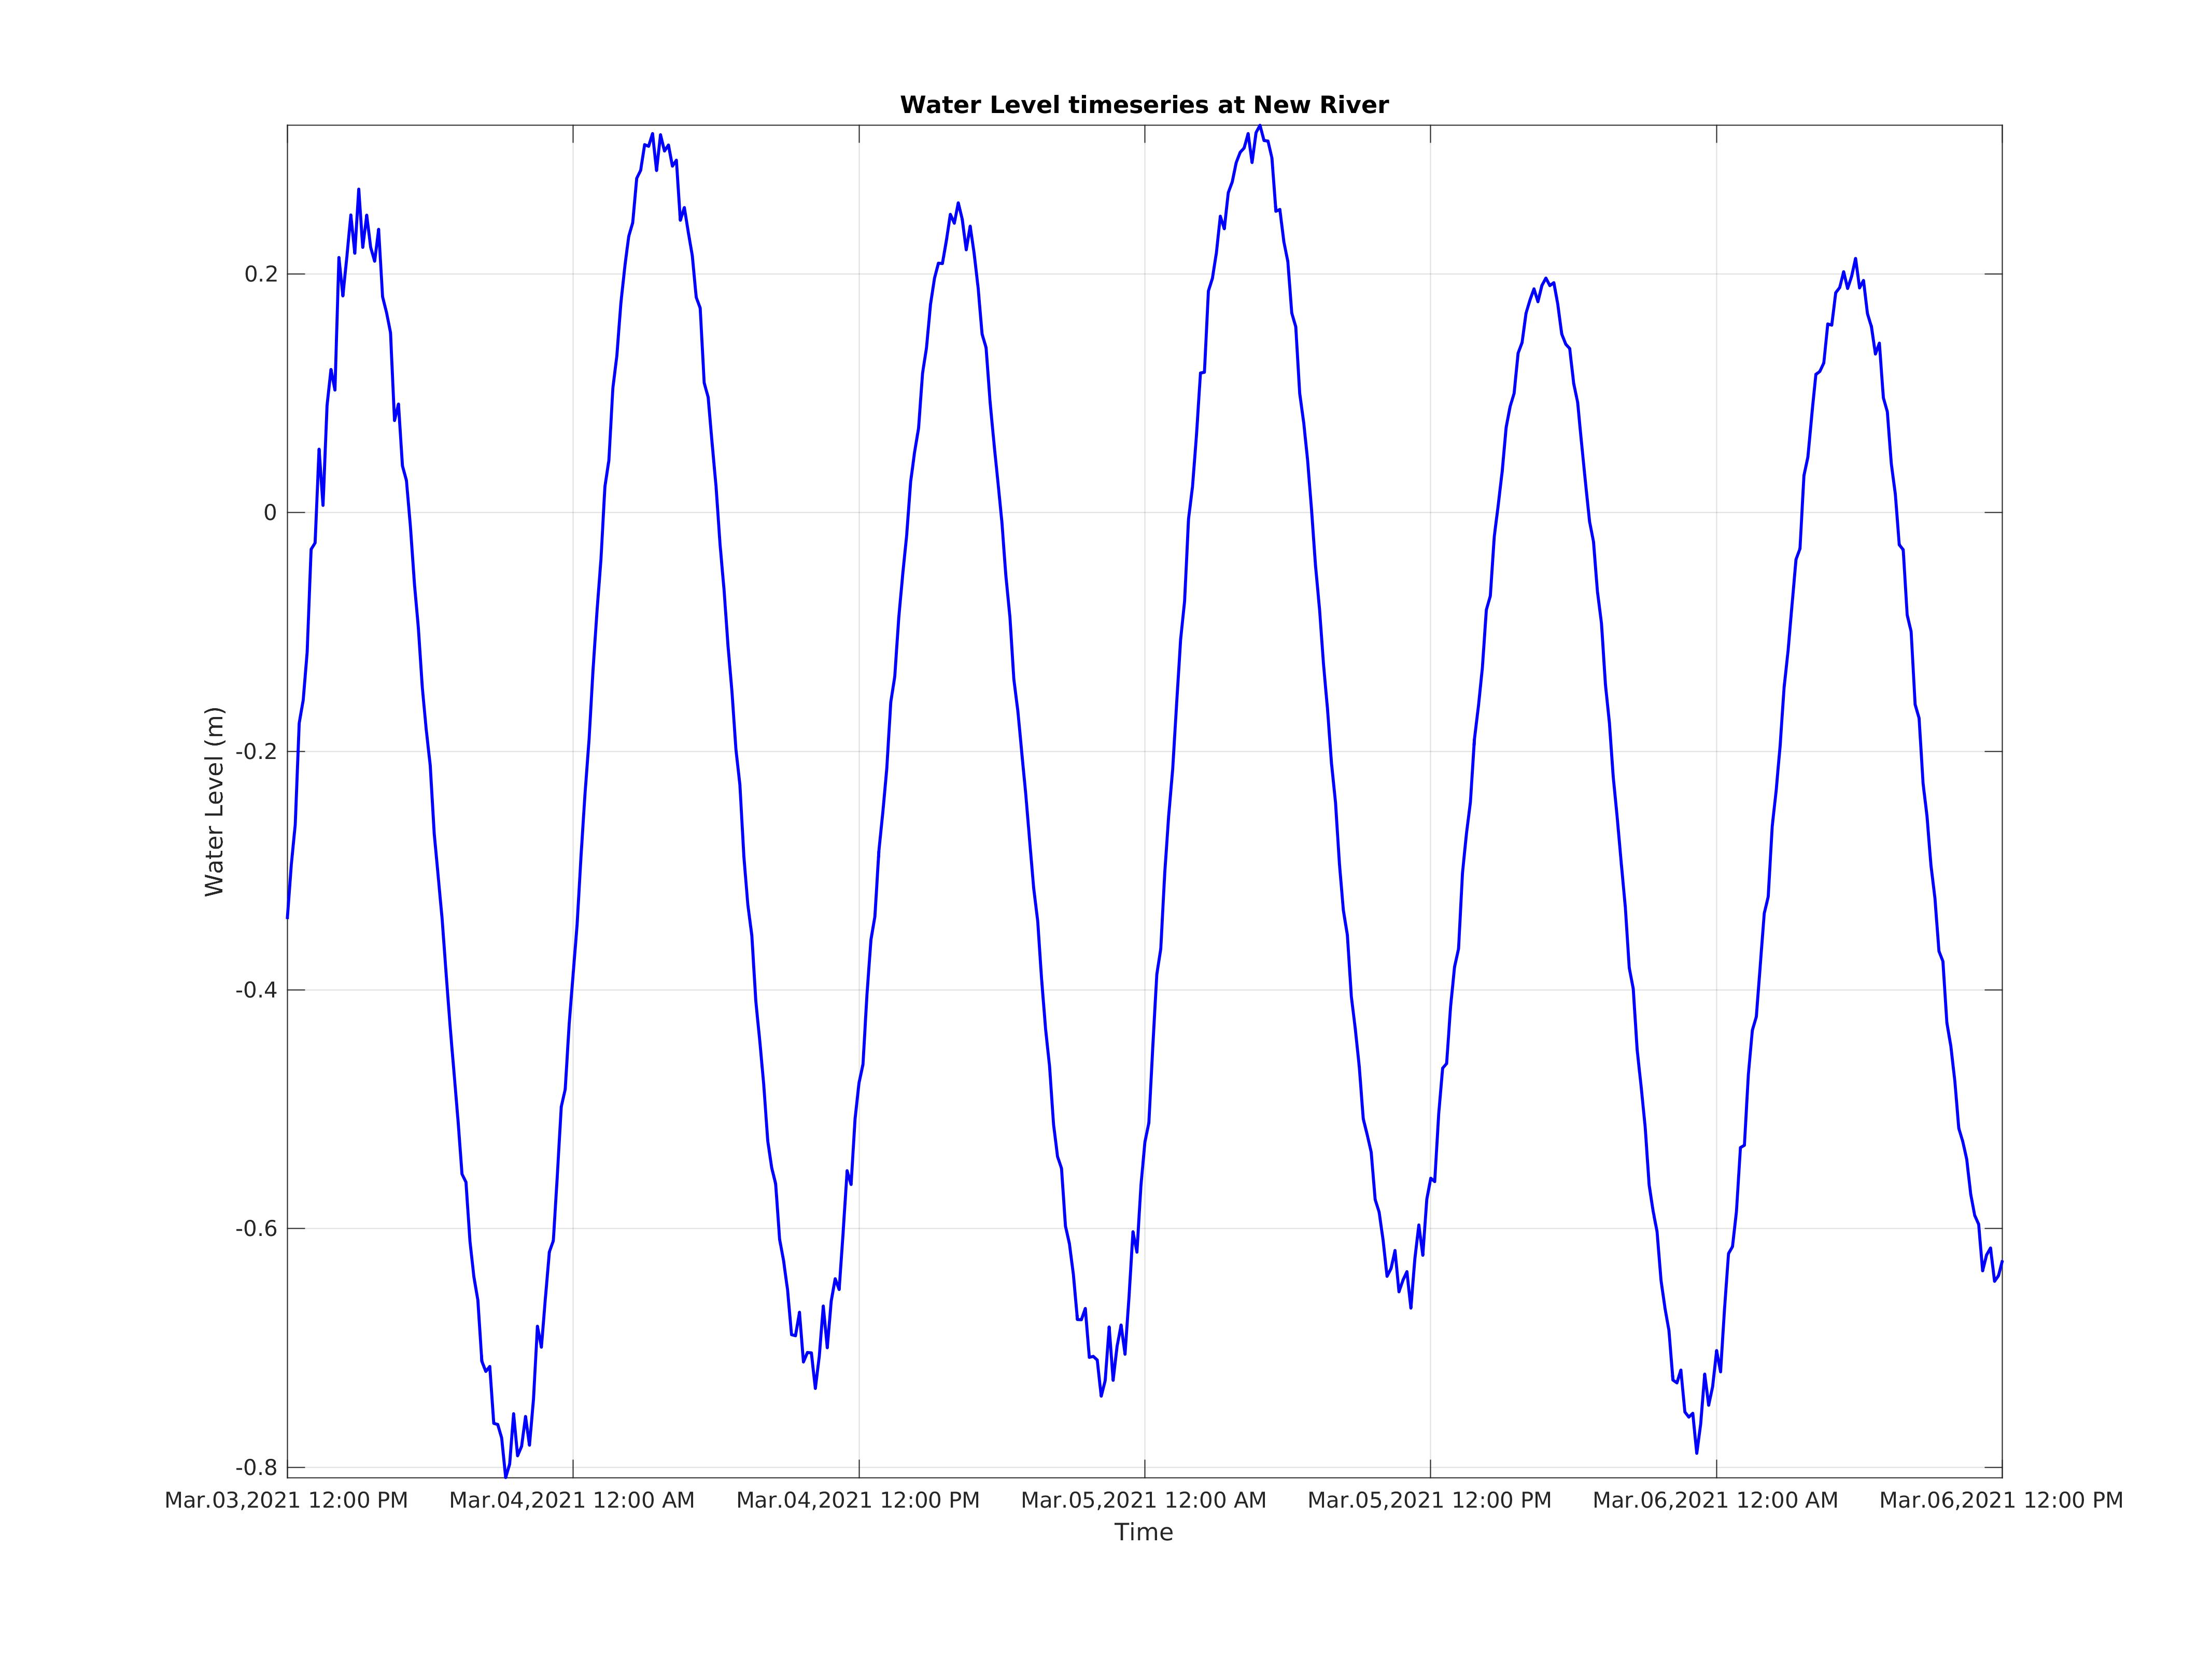 Water Level timeseries at New River
Water Level (m)
0.2
0
-0.2
-0.4
-0.6
-0.8
Mar.03,2021 12:00 PM Mar.04,2021 12:00 AM Mar.04,2021 12:00 PM Mar.05,2021 12:00 AM Mar.05,2021 12:00 PM Mar.06,2021 12:00 AM Mar.06,2021 12:00 PM
Time